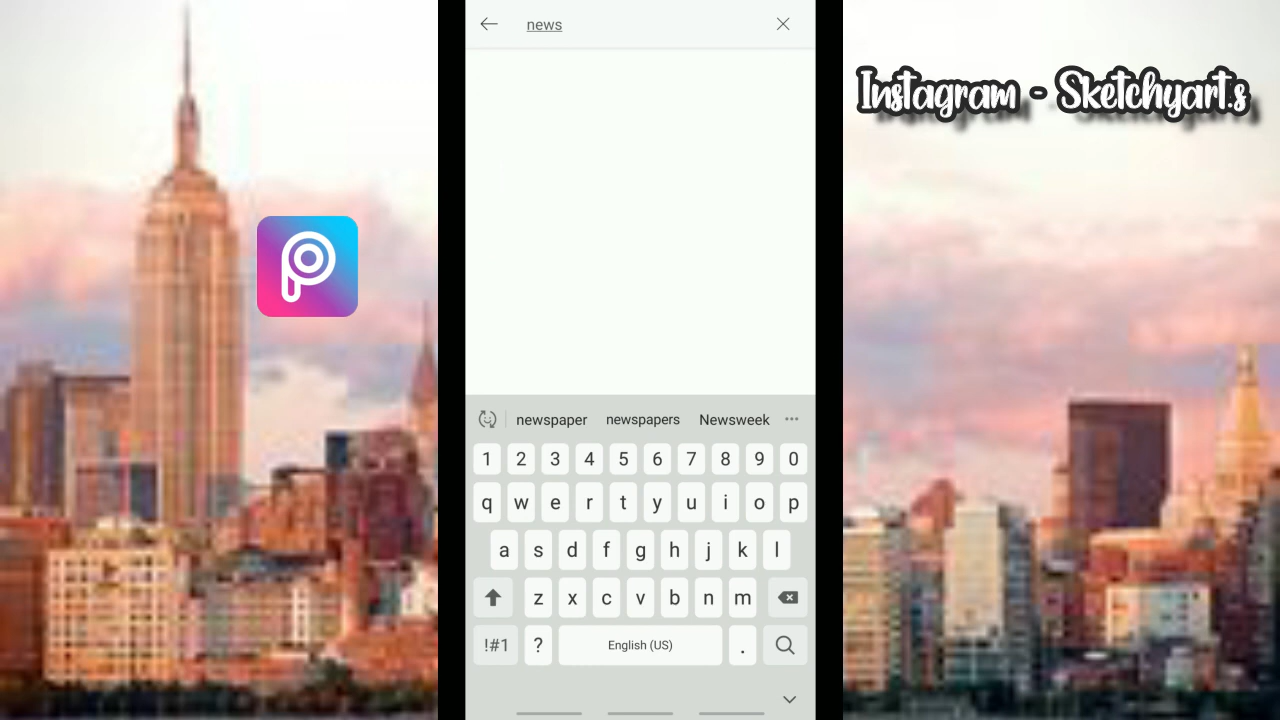 news
Instagram - Sketchyart.s
newspaper newspapers Newsweek ...
1 2 3 4 5 6 7 8 9 0
q w e r t y u i o p
a s d f g h j k l
z x c v b n m
!#1 ? English (US) .